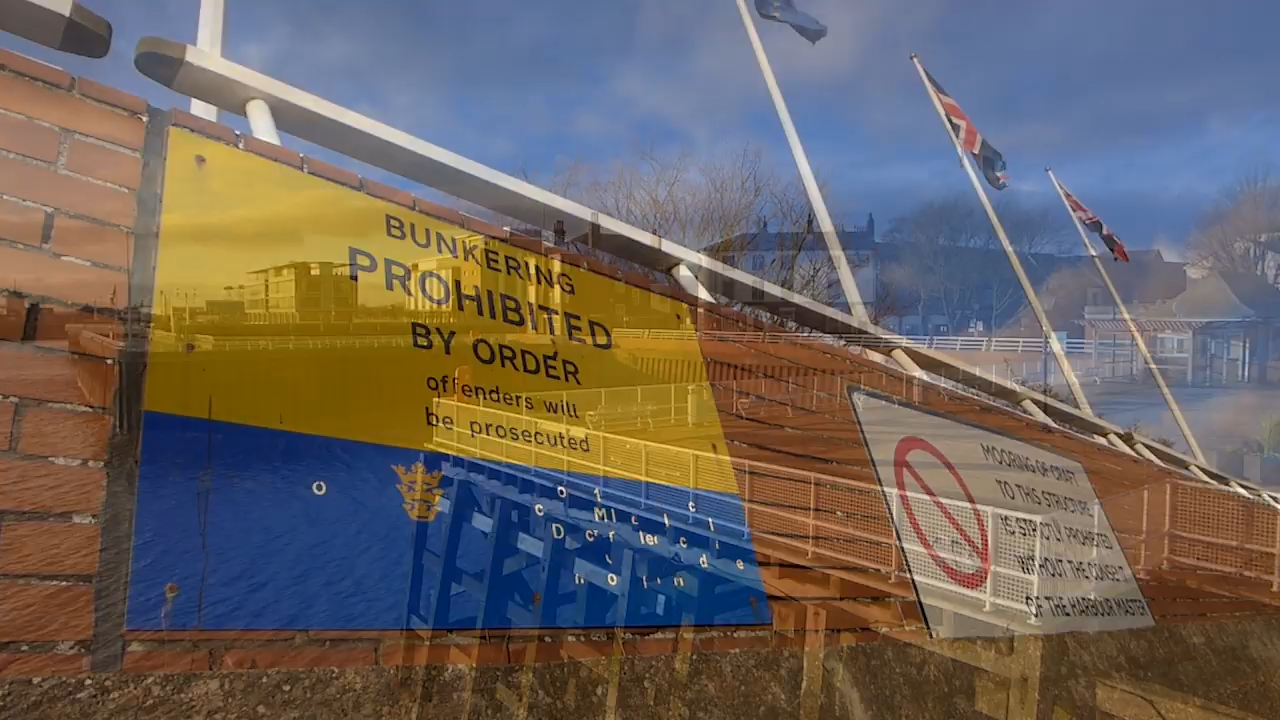 BUNKERING
PROHIBITED
BY ORDER
offenders will
be prosecuted
MOORING OF CRAFT
TO THIS STRUCTURE
IS STRICTLY PROHIBITED
WITHOUT THE CONSENT
OF THE HARBOUR MASTER